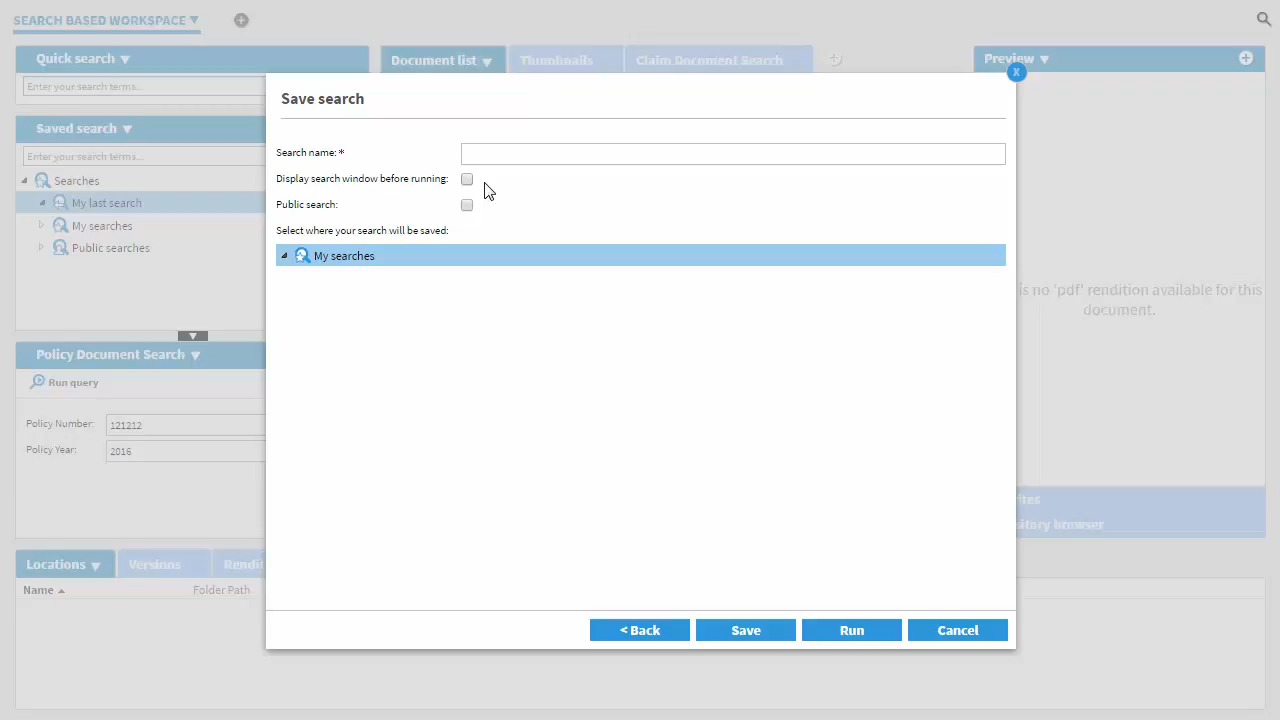 SEARCH BASED WORKSPACE
Quick search
Document list
Thumbnails
Claim Document Search
Preview
Enter your search terms...
X
Save search
Saved search
Enter your search terms...
Search name: *
Display search window before running:
Public search:
Select where your search will be saved:
My searches
Searches
My last search
My searches
Public searches
is no 'pdf' rendition available for this
document.
Policy Document Search
Run query
Policy Number:
121212
Policy Year:
2016
Locations
Versions
Name
Folder Path
< Back
Save
Run
Cancel